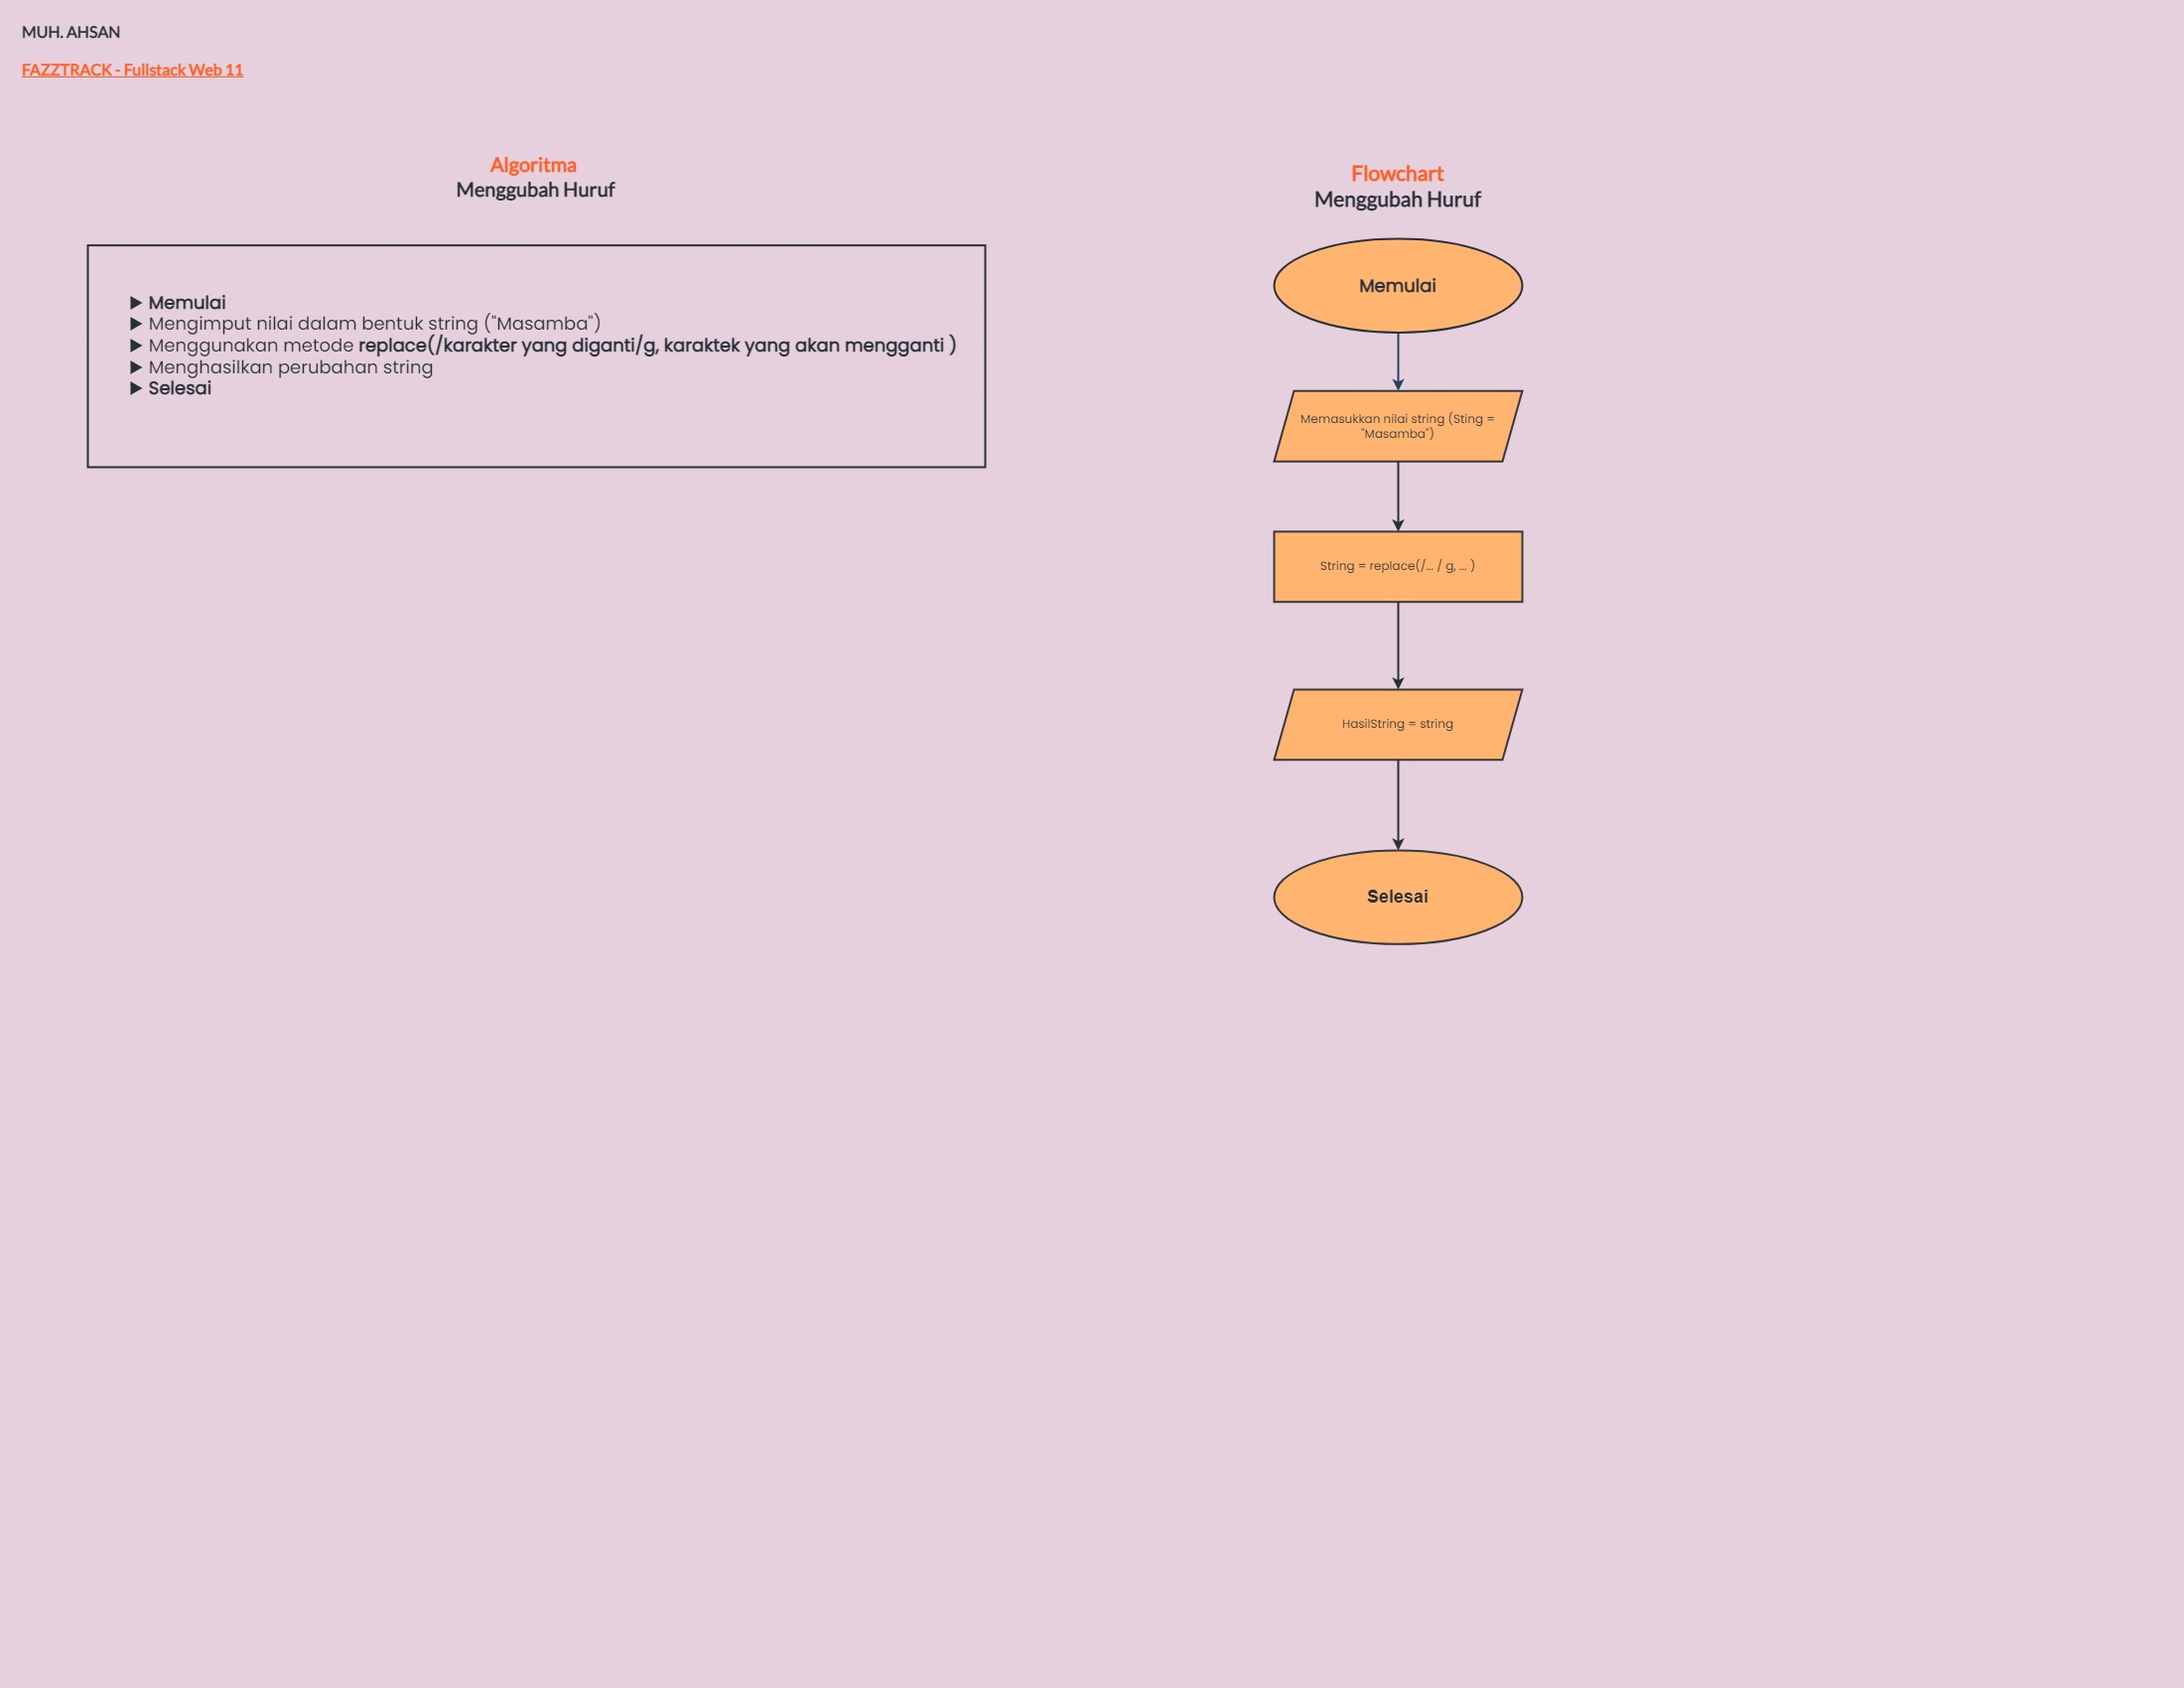 MUH. AHSAN
FAZZTRACK - Fullstack Web 11
Algoritma
Menggubah Huruf
▶ Memulai
▶ Mengimput nilai dalam bentuk string ("Masamba")
▶ Menggunakan metode replace(/karakter yang diganti/g, karaktek yang akan mengganti )
▶ Menghasilkan perubahan string
▶ Selesai
Flowchart
Menggubah Huruf
Memulai
Memasukkan nilai string (Sting =
"Masamba")
String = replace(/... / g, ... )
HasilString = string
Selesai